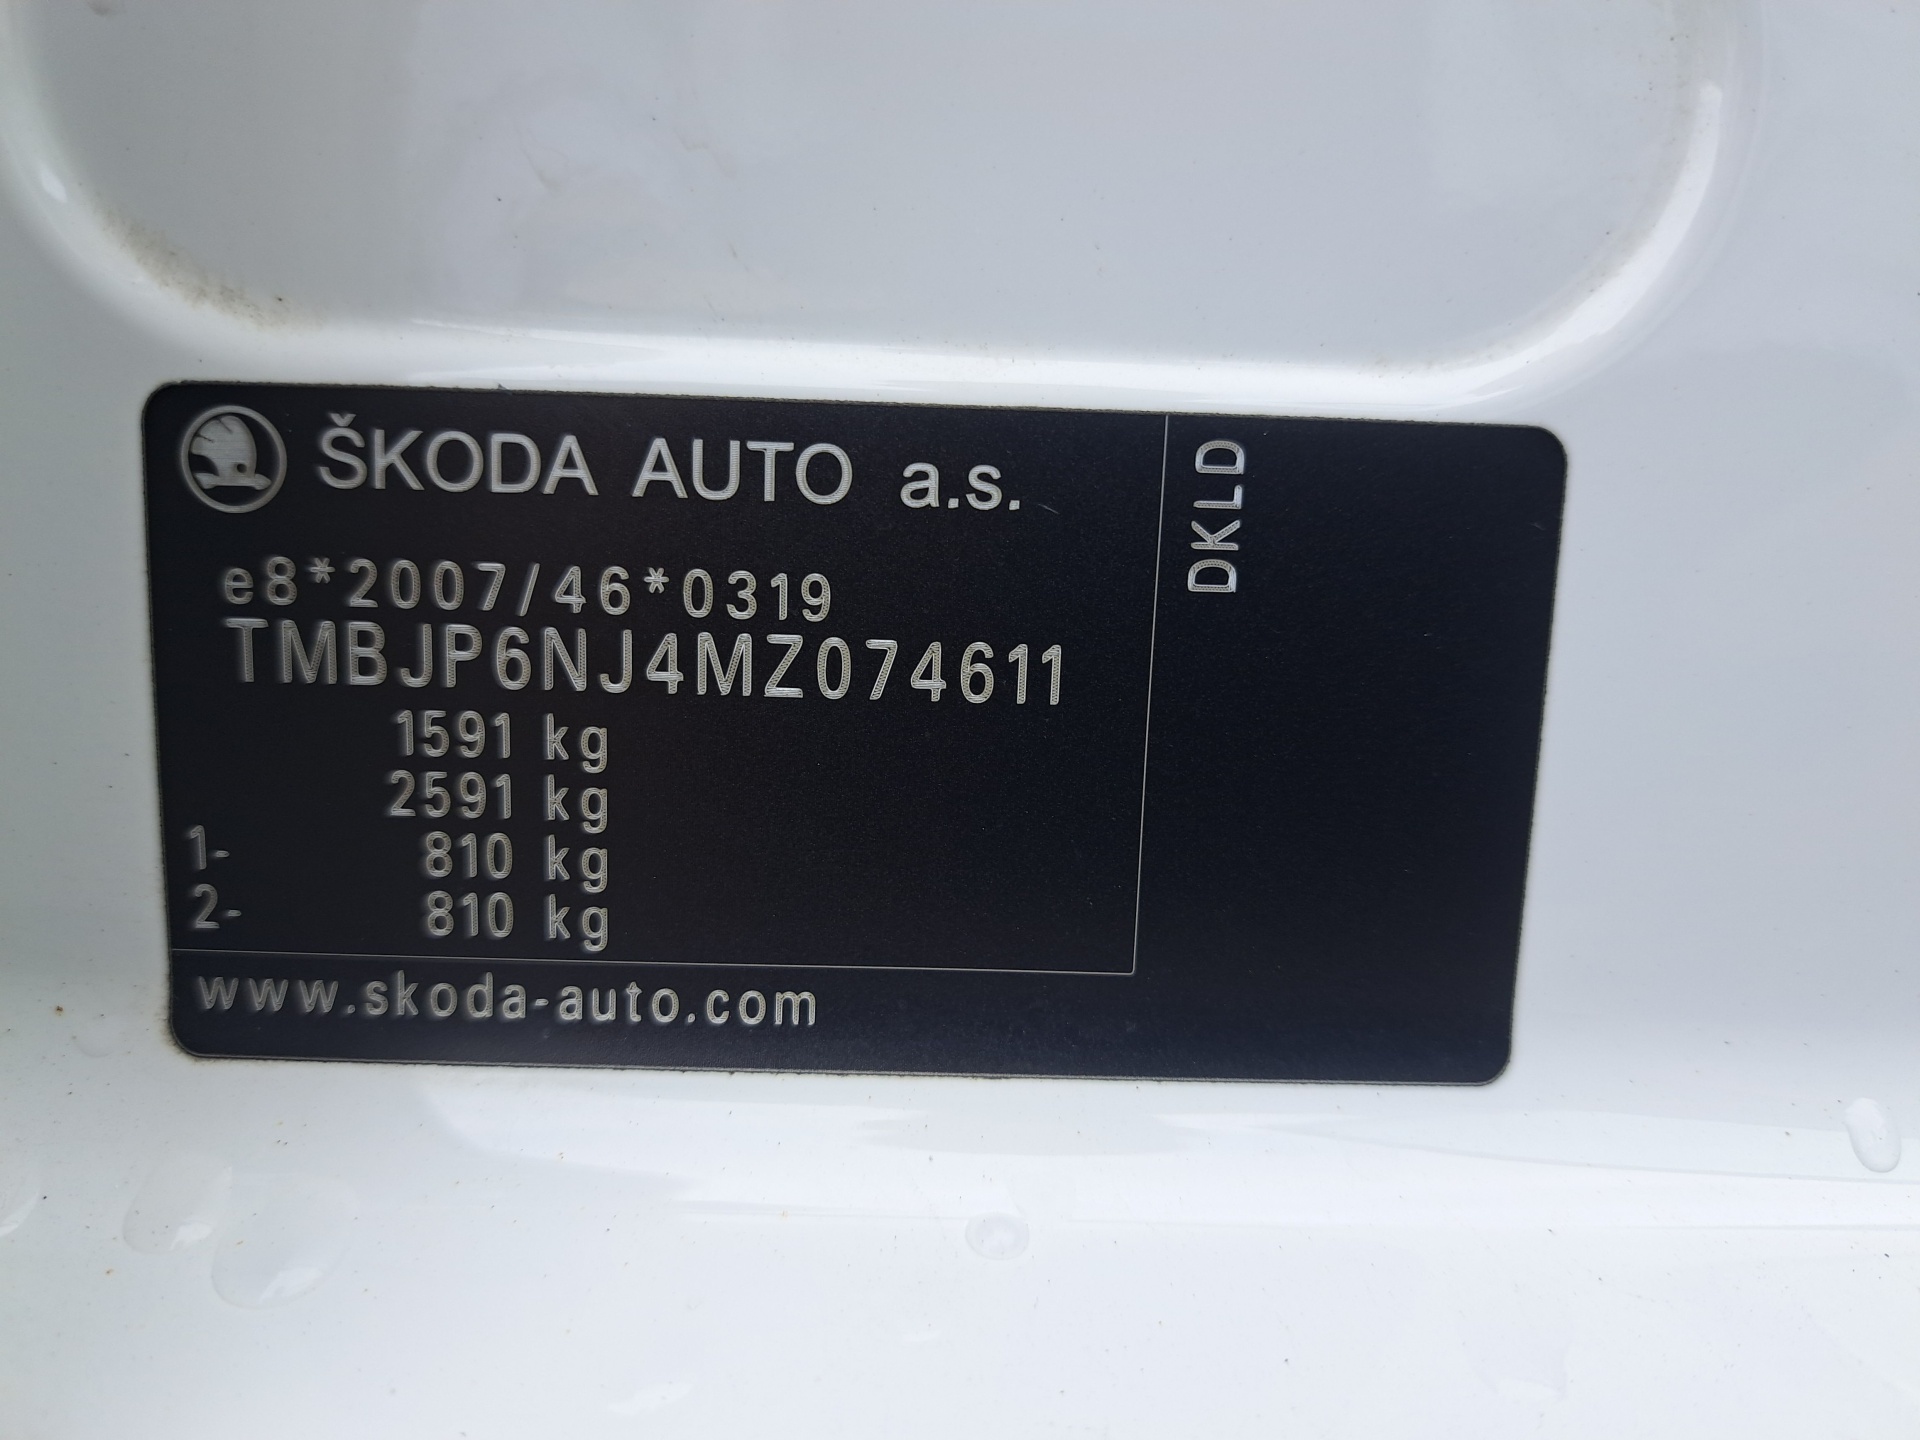 ŠKODA AUTO a.s.
e8*2007/46*0319
TMBJP6NJ4MZ074611
1591 kg
2591 kg
1- 810 kg
2- 810 kg
www.skoda-auto.com
DKLD